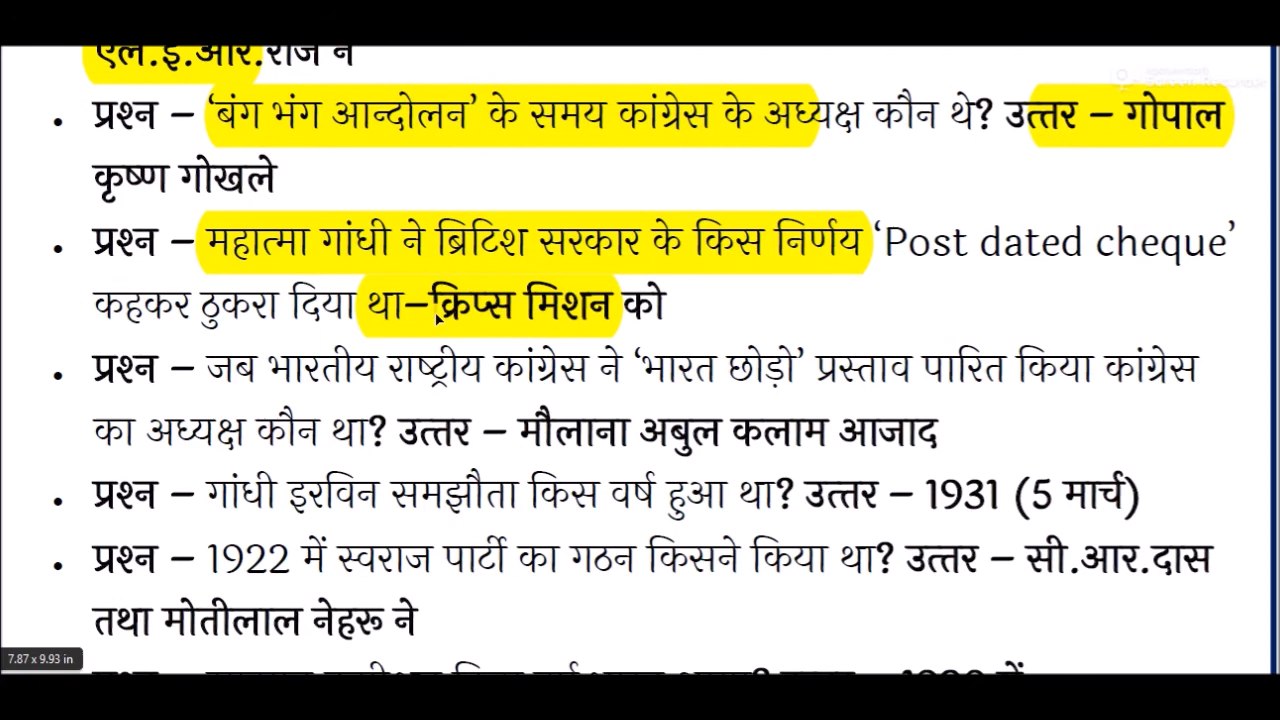 एल.इ.आर.राज ने
• प्रश्न – ‘बंग भंग आन्दोलन’ के समय कांग्रेस के अध्यक्ष कौन थे? उत्तर – गोपाल
कृष्ण गोखले
• प्रश्न – महात्मा गांधी ने ब्रिटिश सरकार के किस निर्णय ‘Post dated cheque’
कहकर ठुकरा दिया था–क्रिप्स मिशन को
• प्रश्न – जब भारतीय राष्ट्रीय कांग्रेस ने ‘भारत छोड़ो’ प्रस्ताव पारित किया कांग्रेस
का अध्यक्ष कौन था? उत्तर – मौलाना अबुल कलाम आजाद
• प्रश्न – गांधी इरविन समझौता किस वर्ष हुआ था? उत्तर – 1931 (5 मार्च)
• प्रश्न – 1922 में स्वराज पार्टी का गठन किसने किया था? उत्तर – सी.आर.दास
तथा मोतीलाल नेहरू ने
7.87 x 9.93 in